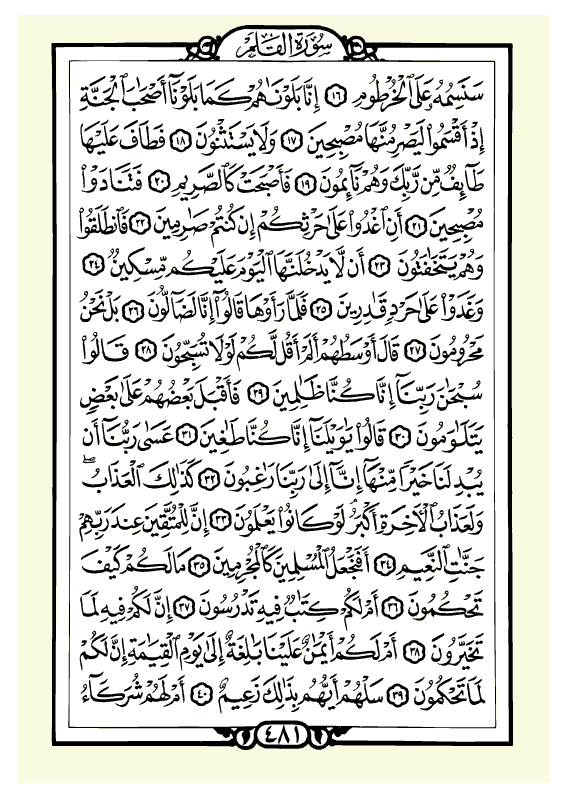 سُورَةُ القَلَمِ
سَنَسِمُهُ عَلَى ٱلْخُرْطُومِ ١٦ إِنَّا بَلَوْنَٰهُمْ كَمَا بَلَوْنَآ أَصْحَٰبَ ٱلْجَنَّةِ
إِذْ أَقْسَمُوا۟ لَيَصْرِمُنَّهَا مُصْبِحِينَ ١٧ وَلَا يَسْتَثْنُونَ ١٨ فَطَافَ عَلَيْهَا
طَآئِفٌ مِّن رَّبِّكَ وَهُمْ نَآئِمُونَ ١٩ فَأَصْبَحَتْ كَٱلصَّرِيمِ ٢٠ فَتَنَادَوْا۟
مُصْبِحِينَ ٢١ أَنِ ٱغْدُوا۟ عَلَىٰ حَرْثِكُمْ إِن كُنتُمْ صَٰرِمِينَ ٢٢ فَٱنطَلَقُوا۟
وَهُمْ يَتَخَٰفَتُونَ ٢٣ أَن لَّا يَدْخُلَنَّهَا ٱلْيَوْمَ عَلَيْكُم مِّسْكِينٌ ٢٤
وَغَدَوْا۟ عَلَىٰ حَرْدٍ قَٰدِرِينَ ٢٥ فَلَمَّا رَأَوْهَا قَالُوٓا۟ إِنَّا لَضَآلُّونَ ٢٦ بَلْ نَحْنُ
مَحْرُومُونَ ٢٧ قَالَ أَوْسَطُهُمْ أَلَمْ أَقُل لَّكُمْ لَوْلَا تُسَبِّحُونَ ٢٨ قَالُوا۟
سُبْحَٰنَ رَبِّنَآ إِنَّا كُنَّا ظَٰلِمِينَ ٢٩ فَأَقْبَلَ بَعْضُهُمْ عَلَىٰ بَعْضٍ
يَتَلَٰوَمُونَ ٣٠ قَالُوا۟ يَٰوَيْلَنَآ إِنَّا كُنَّا طَٰغِينَ ٣١ عَسَىٰ رَبُّنَآ أَن
يُبْدِلَنَا خَيْرًا مِّنْهَآ إِنَّآ إِلَىٰ رَبِّنَا رَٰغِبُونَ ٣٢ كَذَٰلِكَ ٱلْعَذَابُ ۖ
وَلَعَذَابُ ٱلْءَاخِرَةِ أَكْبَرُ ۚ لَوْ كَانُوا۟ يَعْلَمُونَ ٣٣ إِنَّ لِلْمُتَّقِينَ عِندَ رَبِّهِمْ
جَنَّٰتِ ٱلنَّعِيمِ ٣٤ أَفَنَجْعَلُ ٱلْمُسْلِمِينَ كَٱلْمُجْرِمِينَ ٣٥ مَا لَكُمْ كَيْفَ
تَحْكُمُونَ ٣٦ أَمْ لَكُمْ كِتَٰبٌ فِيهِ تَدْرُسُونَ ٣٧ إِنَّ لَكُمْ فِيهِ لَمَا
تَخَيَّرُونَ ٣٨ أَمْ لَكُمْ أَيْمَٰنٌ عَلَيْنَا بَٰلِغَةٌ إِلَىٰ يَوْمِ ٱلْقِيَٰمَةِ ۙ إِنَّ لَكُمْ
لَمَا تَحْكُمُونَ ٣٩ سَلْهُمْ أَيُّهُم بِذَٰلِكَ زَعِيمٌ ٤٠ أَمْ لَهُمْ شُرَكَآءُ
٤٨١